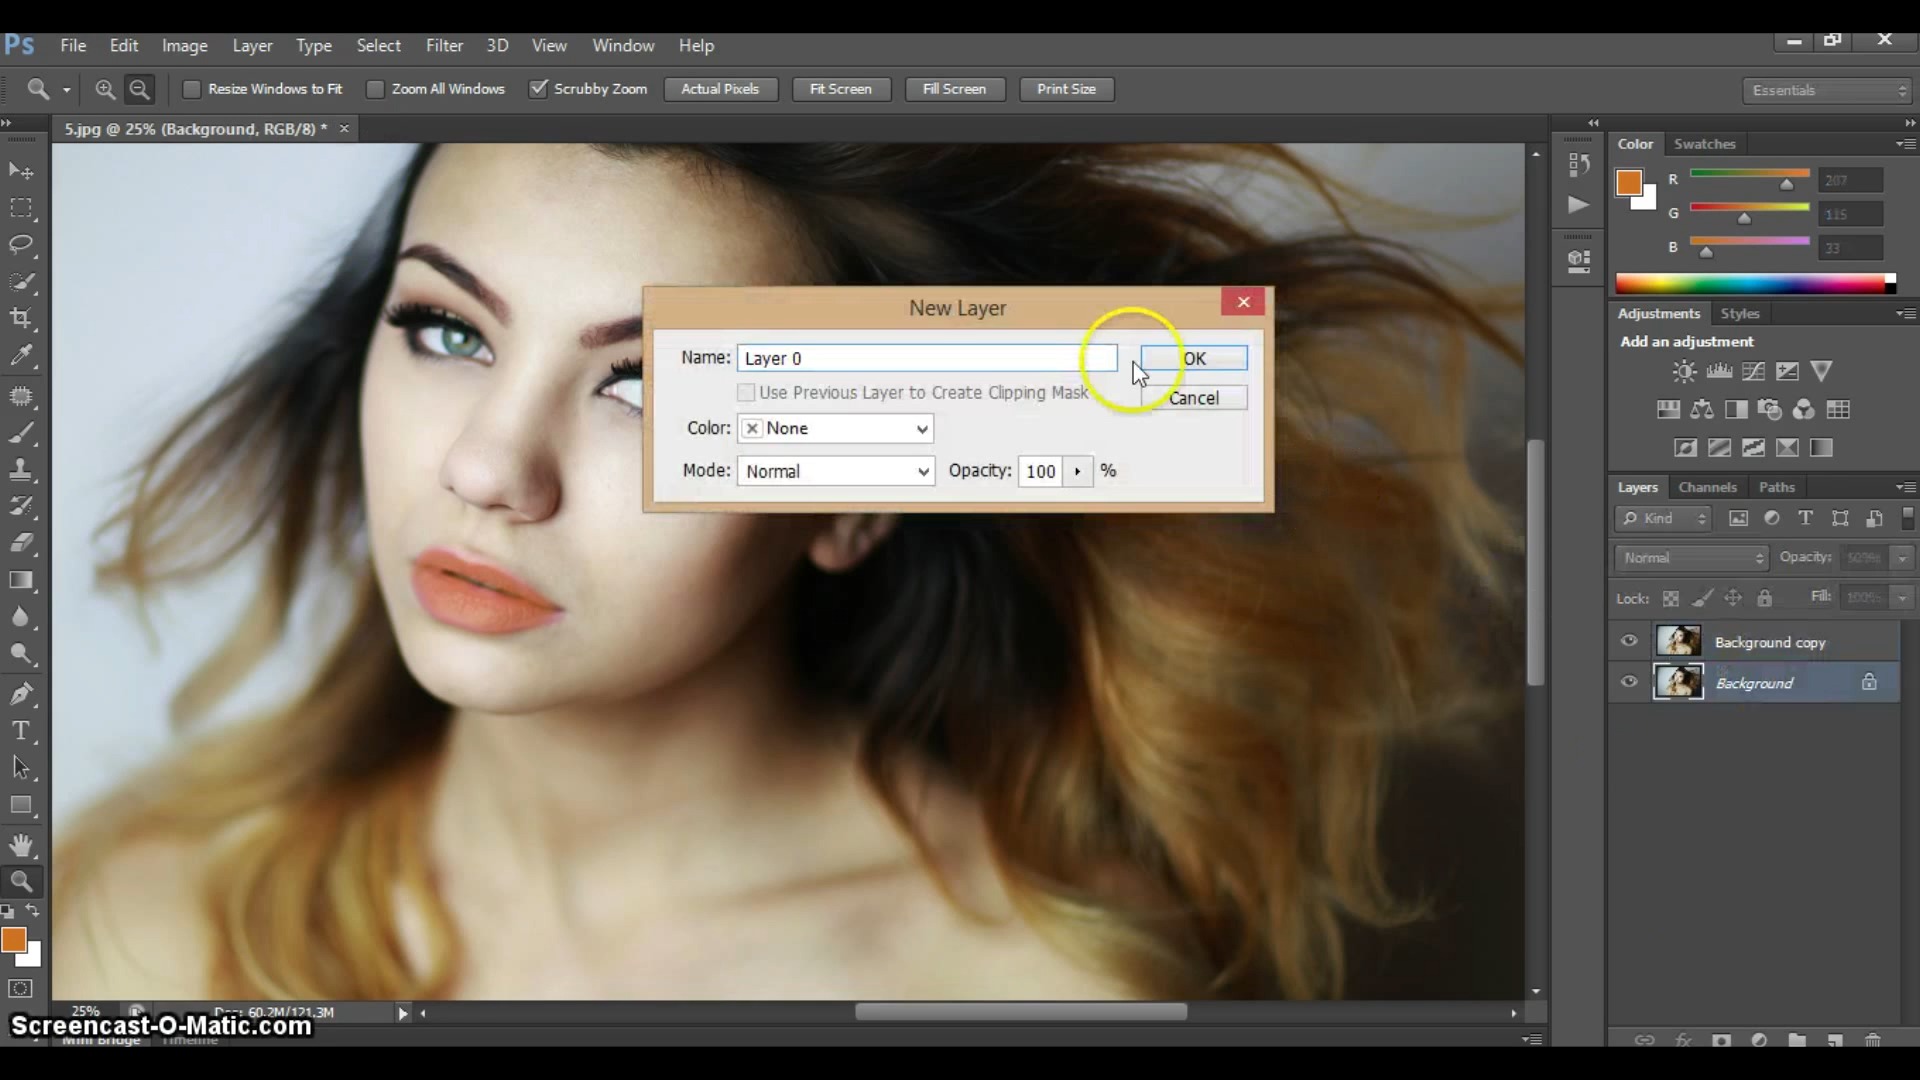 Ps File Edit Image Layer Type Select Filter 3D View Window Help
Resize Windows to Fit Zoom All Windows Scrubby Zoom Actual Pixels Fit Screen Fill Screen Print Size Essentials
5.jpg @ 25% (Background, RGB/8) * ×
Color Swatches
R 207
G 115
B 33
Adjustments Styles
Add an adjustment
New Layer
Name: Layer 0 OK
Use Previous Layer to Create Clipping Mask Cancel
Color: None
Mode: Normal Opacity: 100 %
Layers Channels Paths
Kind
Normal Opacity: 50%
Lock: Fill: 100%
Background copy
Background
25% Doc: 60.2M/121.3M
Screencast-O-Matic.com
Mini Bridge Timeline